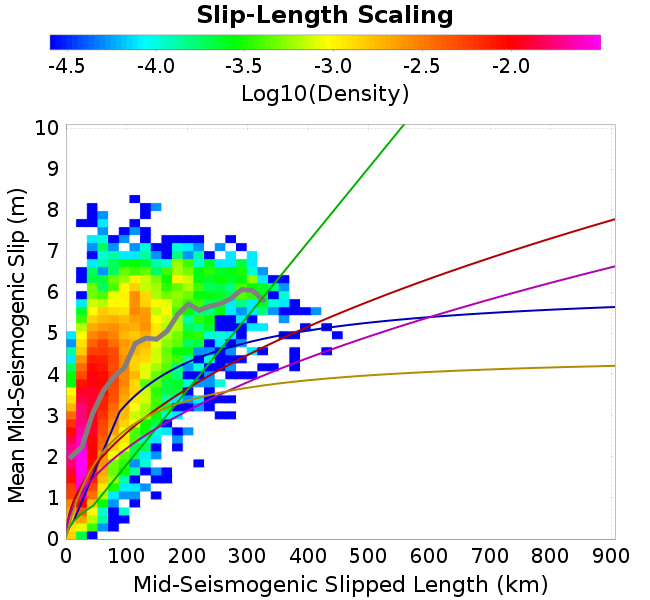 Slip-Length Scaling
-4.5 -4.0 -3.5 -3.0 -2.5 -2.0
Log10(Density)
Mean Mid-Seismogenic Slip (m)
10
9
8
7
6
5
4
3
2
1
0
0 100 200 300 400 500 600 700 800 900
Mid-Seismogenic Slipped Length (km)